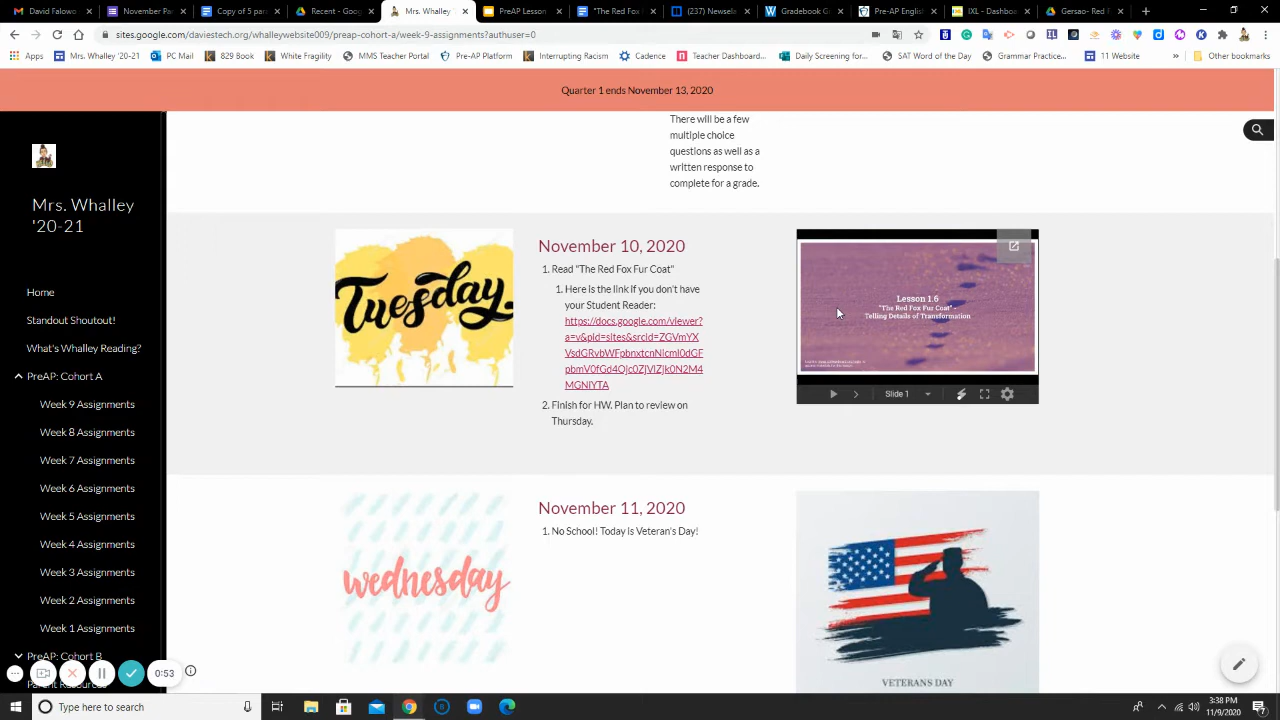 David Falowo
November Par
Copy of 5 para
Recent - Goog
Mrs. Whalley
PreAP Lesson
"The Red Fox F
(237) Newsele
Gradebook Gr
Pre-AP English
IXL - Dashboa
Gersao- Red F
sites.google.com/daviestech.org/whalleywebsite009/preap-cohort-a/week-9-assignments?authuser=0
Apps
Mrs. Whalley '20-21
PC Mail
829 Book
White Fragility
MMS Teacher Portal
Pre-AP Platform
Interrupting Racism
Cadence
Teacher Dashboard...
Daily Screening for...
SAT Word of the Day
Grammar Practice...
11 Website
»
Other bookmarks
Quarter 1 ends November 13, 2020
Mrs. Whalley
'20-21
Home
Standout Shoutout!
What's Whalley Reading?
PreAP: Cohort A
Week 9 Assignments
Week 8 Assignments
Week 7 Assignments
Week 6 Assignments
Week 5 Assignments
Week 4 Assignments
Week 3 Assignments
Week 2 Assignments
Week 1 Assignments
PreAP: Cohort B
Parent Resources
There will be a few
multiple choice
questions as well as a
written response to
complete for a grade.
Tuesday
November 10, 2020
1. Read "The Red Fox Fur Coat"
1. Here is the link if you don't have
your Student Reader:
https://docs.google.com/viewer?
a=v&pid=sites&srcid=ZGVmYX
2. Finish for HW. Plan to review on
Thursday.
Lesson 1.6
"The Red Fox Fur Coat" -
Telling Details of Transformation
Slide 1
wednesday
November 11, 2020
1. No School! Today is Veteran's Day!
VETERANS DAY
0:53
Type here to search
3:38 PM
11/9/2020